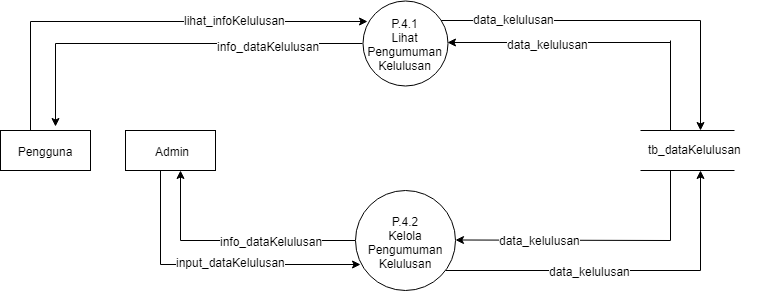 lihat_infoKelulusan
P.4.1
Lihat
Pengumuman
Kelulusan
data_kelulusan
info_dataKelulusan
data_kelulusan
Pengguna
Admin
tb_dataKelulusan
P.4.2
Kelola
Pengumuman
Kelulusan
info_dataKelulusan
data_kelulusan
input_dataKelulusan
data_kelulusan